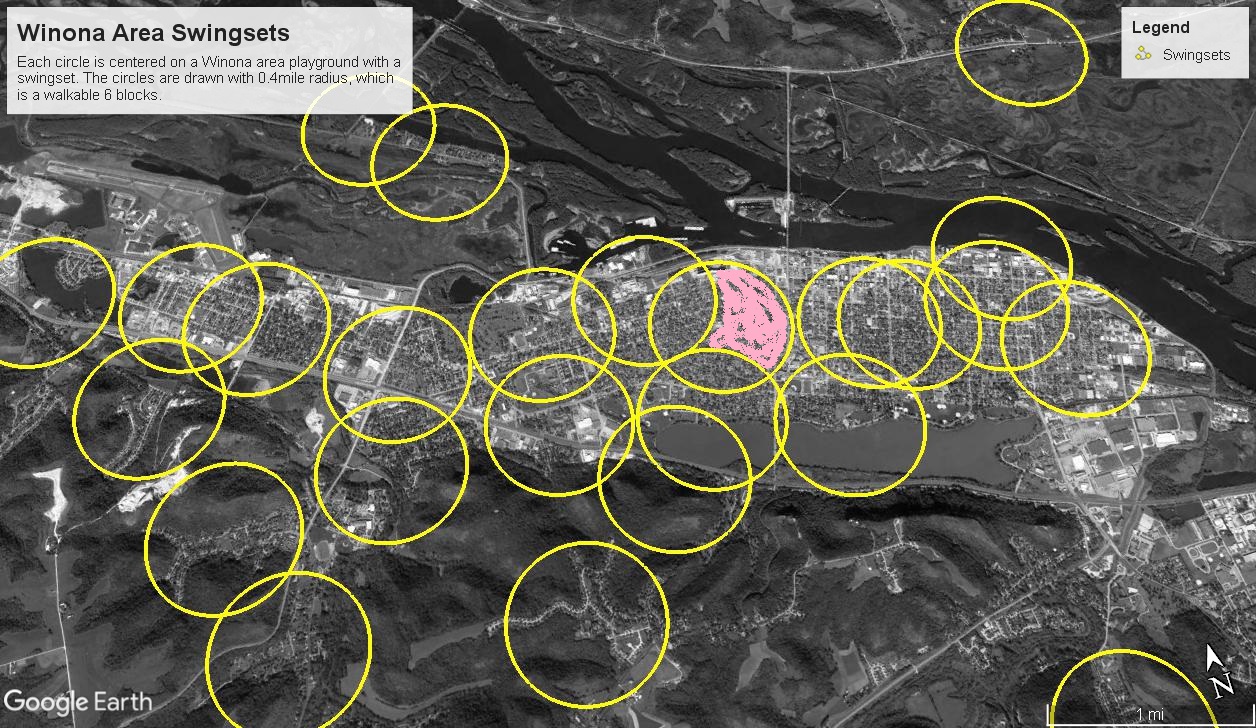 Winona Area Swingsets
Each circle is centered on a Winona area playground with a
swingset. The circles are drawn with 0.4mile radius, which
is a walkable 6 blocks.
Legend
Swingsets
Google Earth
N
1 mi